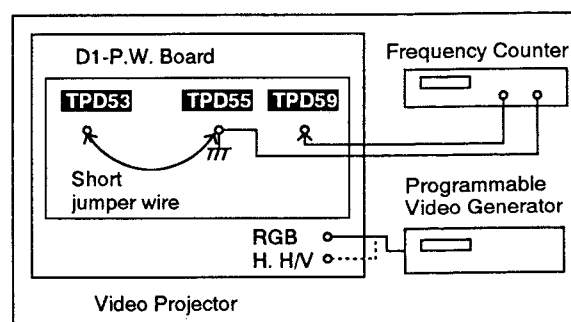 D1-P.W. Board
Frequency Counter
TPD53 TPD55 TPD59
Short
jumper wire
Programmable
Video Generator
RGB
H. H/V
Video Projector